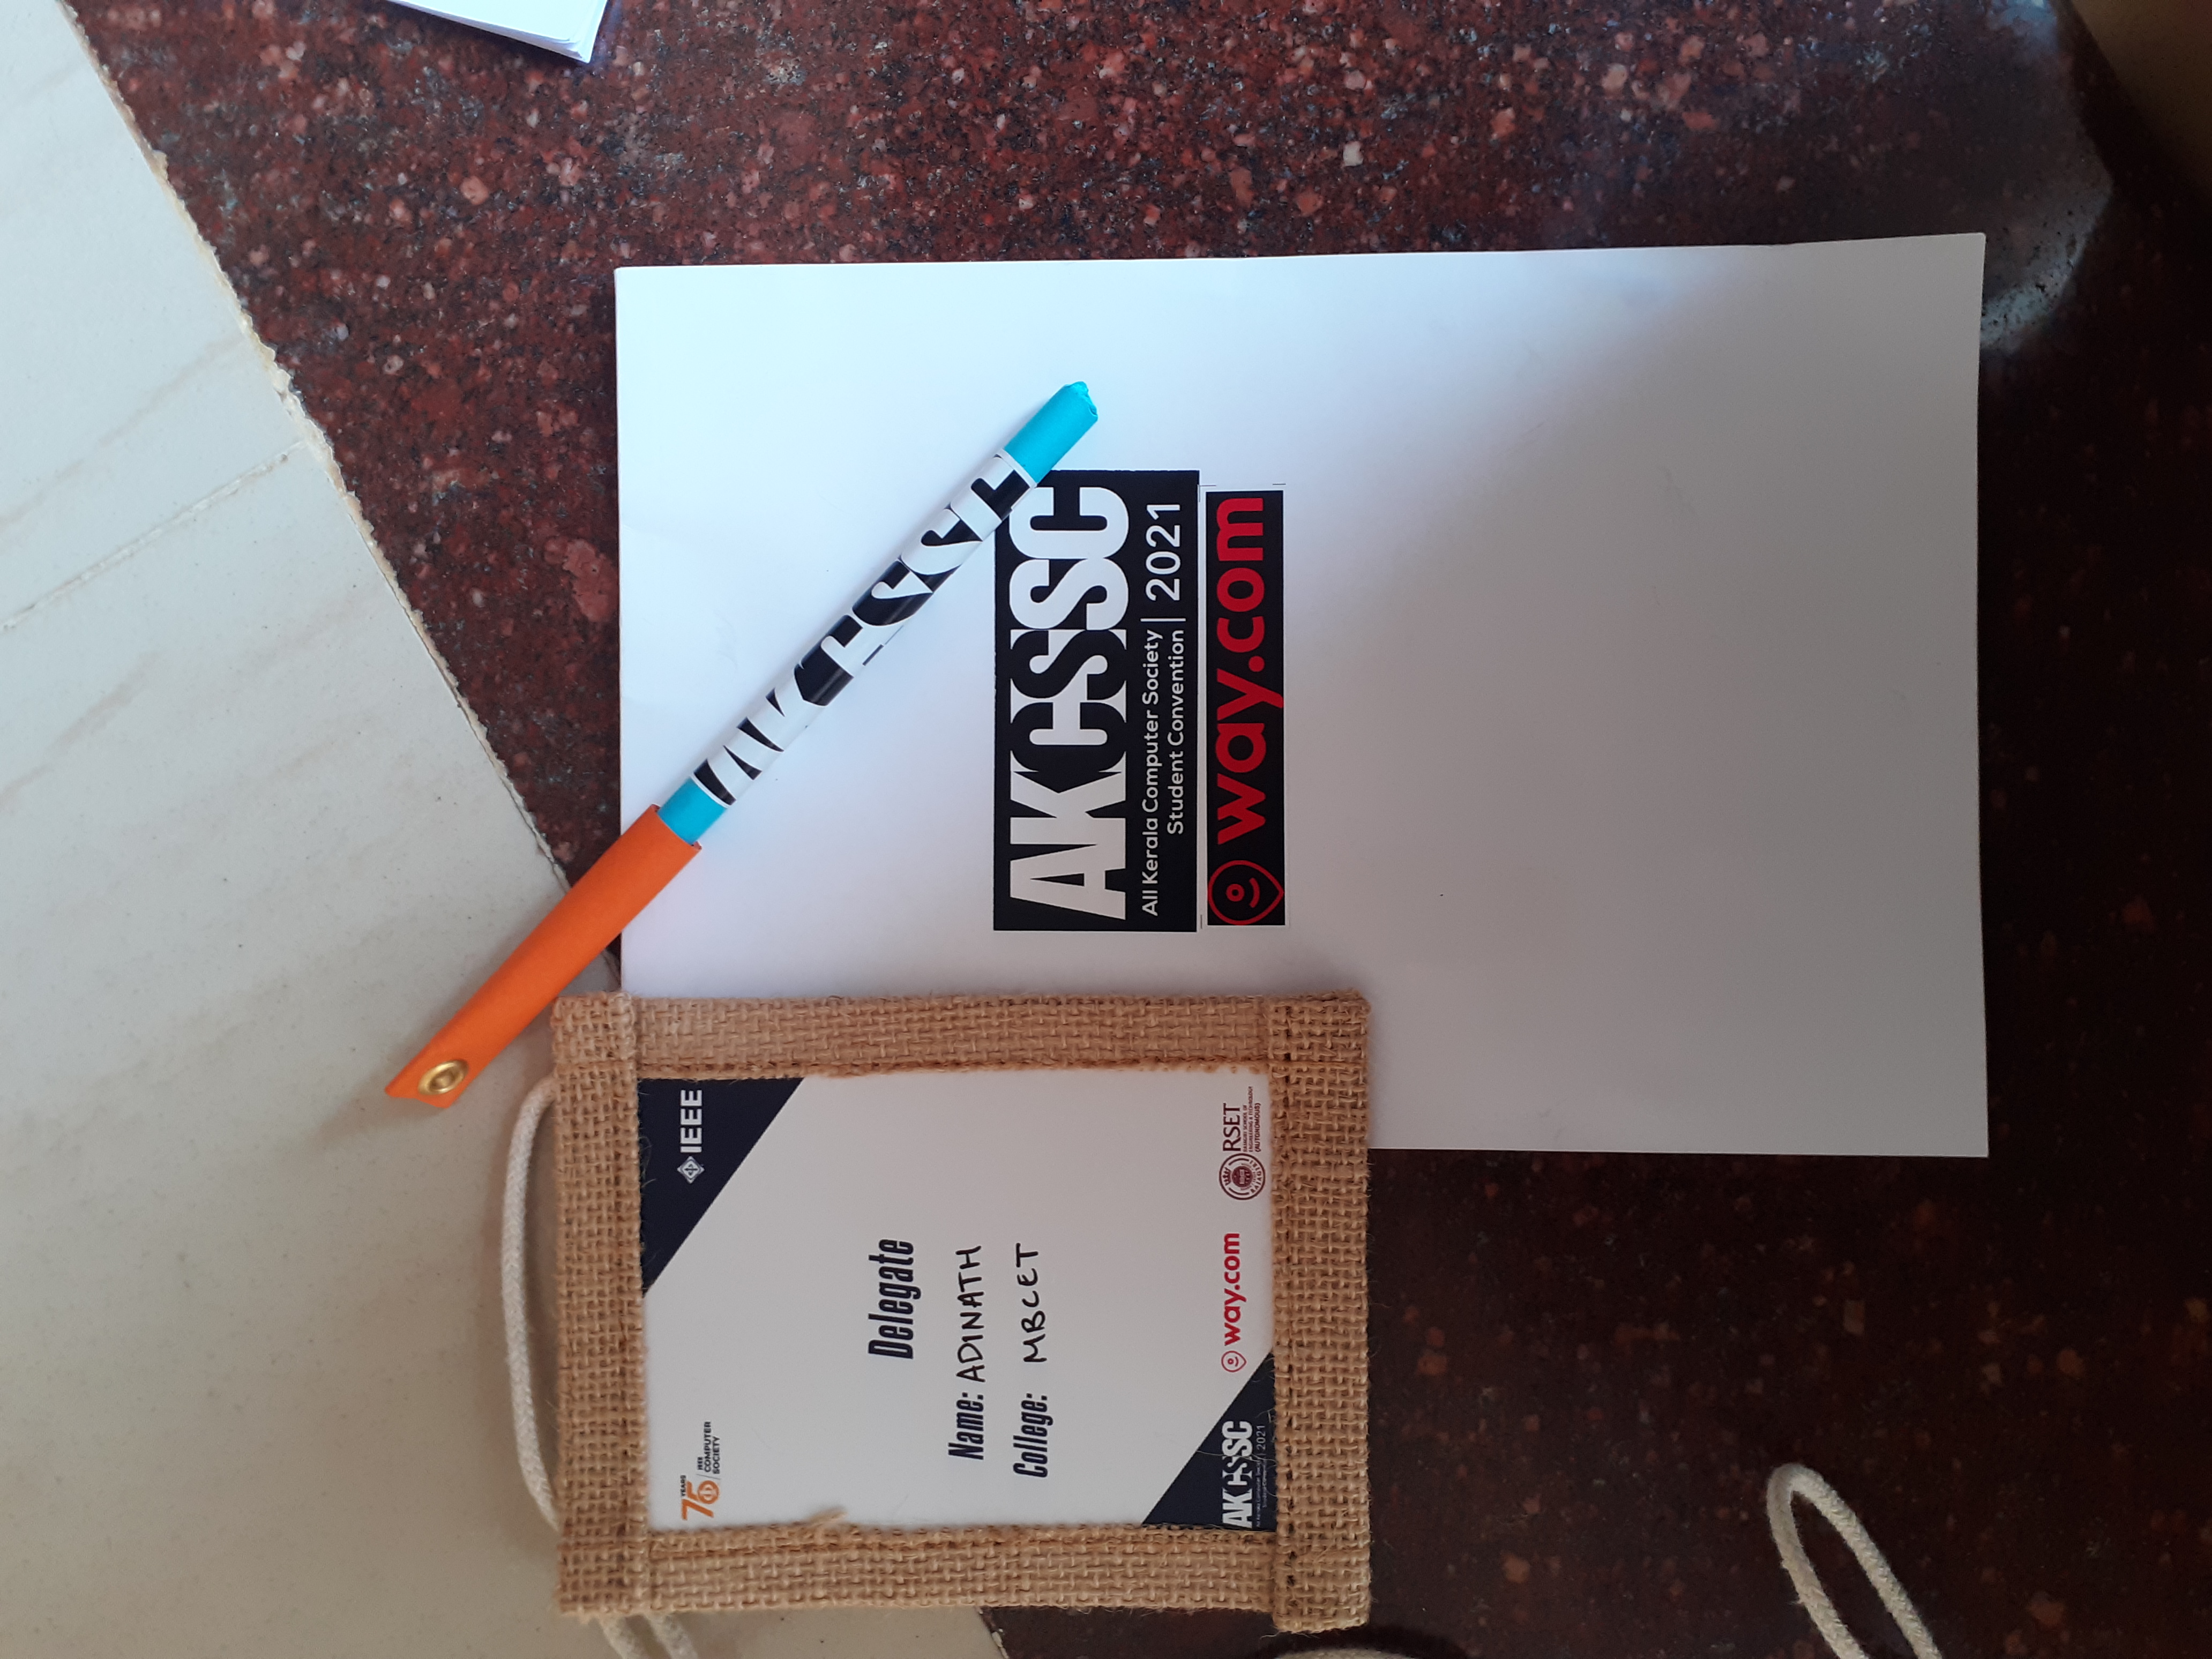 75 YEARS
IEEE
COMPUTER
SOCIETY
IEEE
Delegate
Name: ADINATH
College: MBCET
AKCSSC
All Kerala Computer Society
Student Convention | 2021
way.com
RSET
RAJAGIRI SCHOOL OF
ENGINEERING & TECHNOLOGY
(AUTONOMOUS)
RAJAGIRI
AKCSSC
AKCSSC
All Kerala Computer Society
Student Convention | 2021
way.com